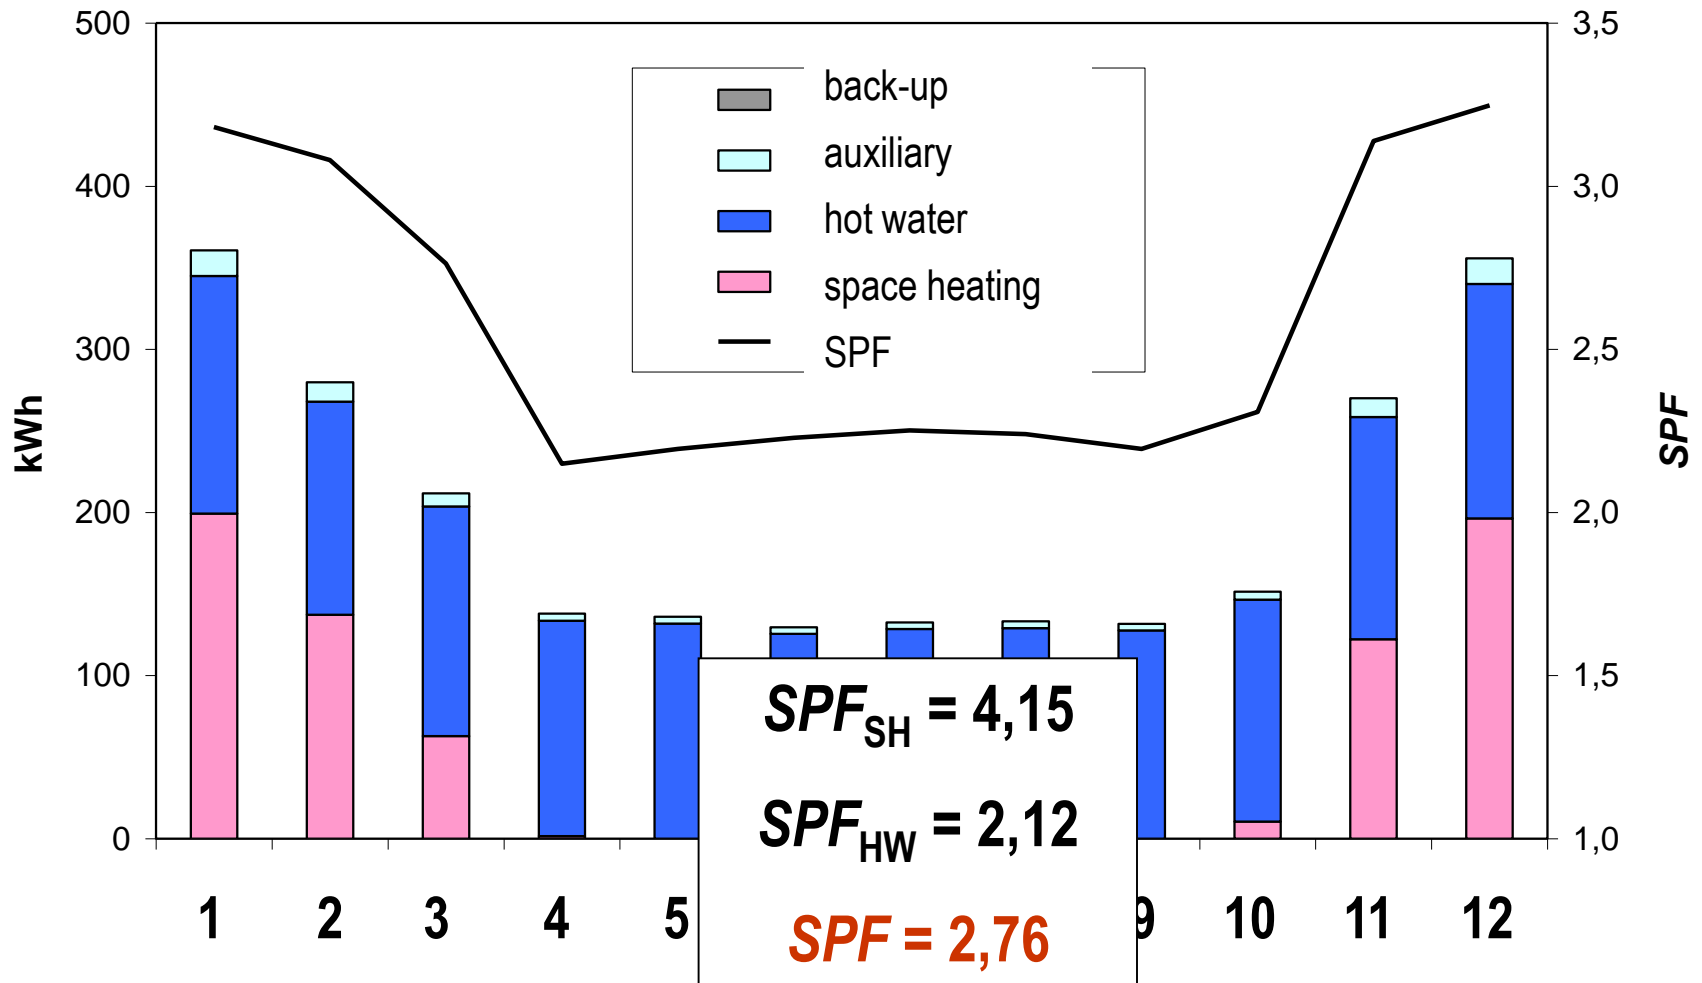 500
400
300
200
100
0
kWh
back-up
auxiliary
hot water
space heating
SPF
3,5
3,0
2,5
2,0
1,5
1,0
SPF
SPFSH = 4,15
SPFHW = 2,12
SPF = 2,76
1 2 3 4 5 9 10 11 12